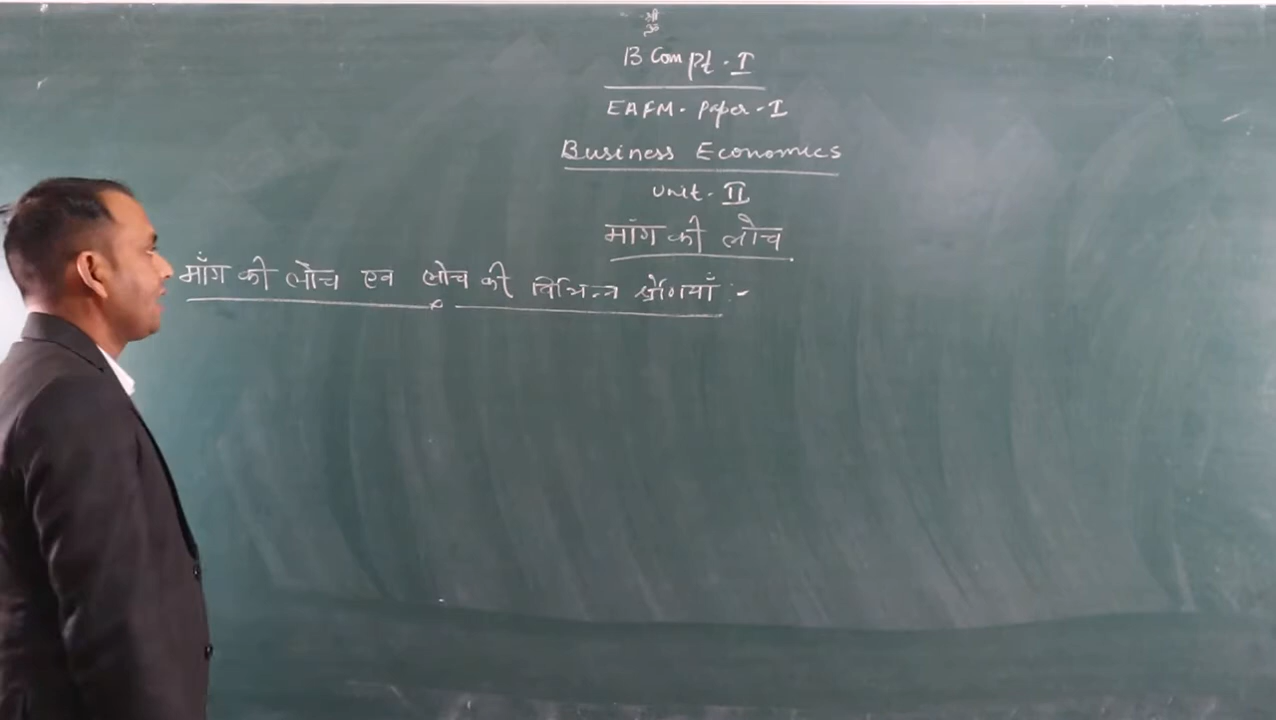 श्री
B Com Pt. I
EAFM. Paper - I
Business Economics
Unit - II
मांग की लोच
माँग की लोच एवं लोच की विभिन्न श्रेणियाँ :-